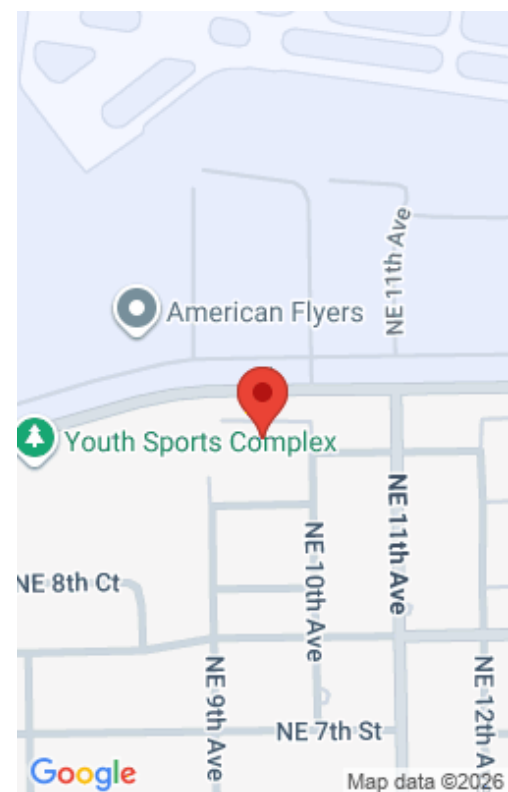 NE 11th Ave
American Flyers
Youth Sports Complex
NE 11th Ave
NE 10th Ave
NE 8th Ct
NE 9th Ave
NE 12th A
NE 7th St
Google
Map data ©2026